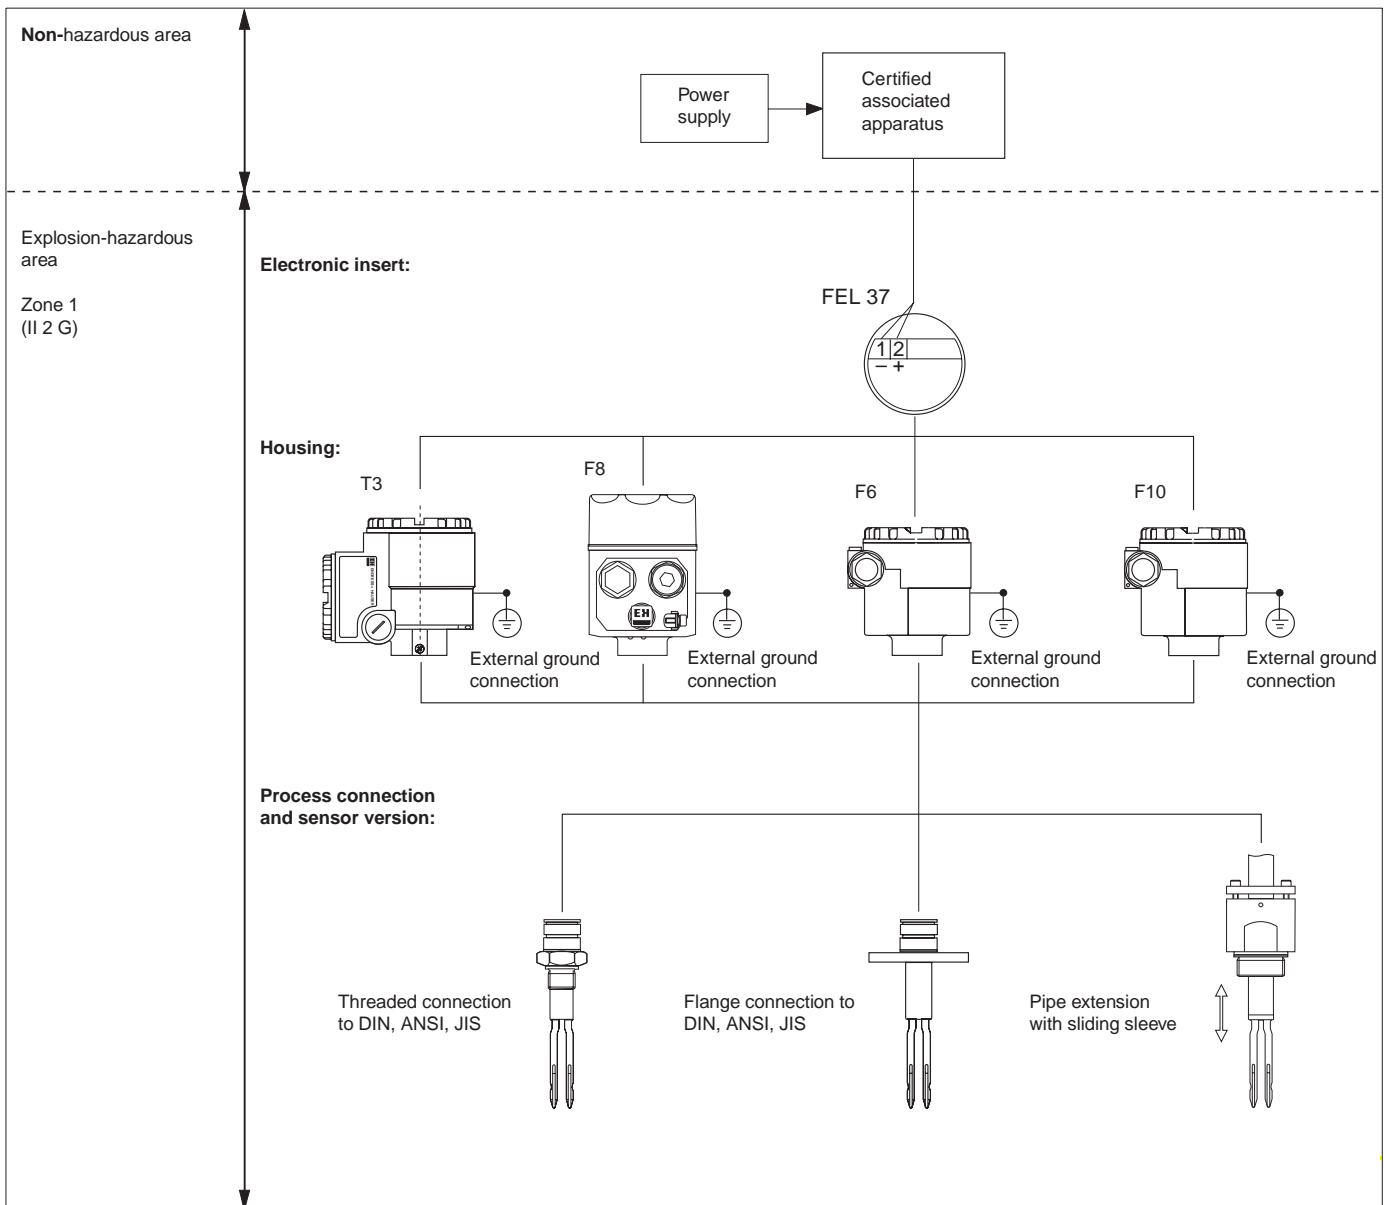 Non-hazardous area
Power
supply
Certified
associated
apparatus
Explosion-hazardous
area
Zone 1
(II 2 G)
Electronic insert:
FEL 37
1 2
– +
Housing:
T3
F8
F6
F10
External ground
connection
External ground
connection
External ground
connection
External ground
connection
Process connection
and sensor version:
Threaded connection
to DIN, ANSI, JIS
Flange connection to
DIN, ANSI, JIS
Pipe extension
with sliding sleeve